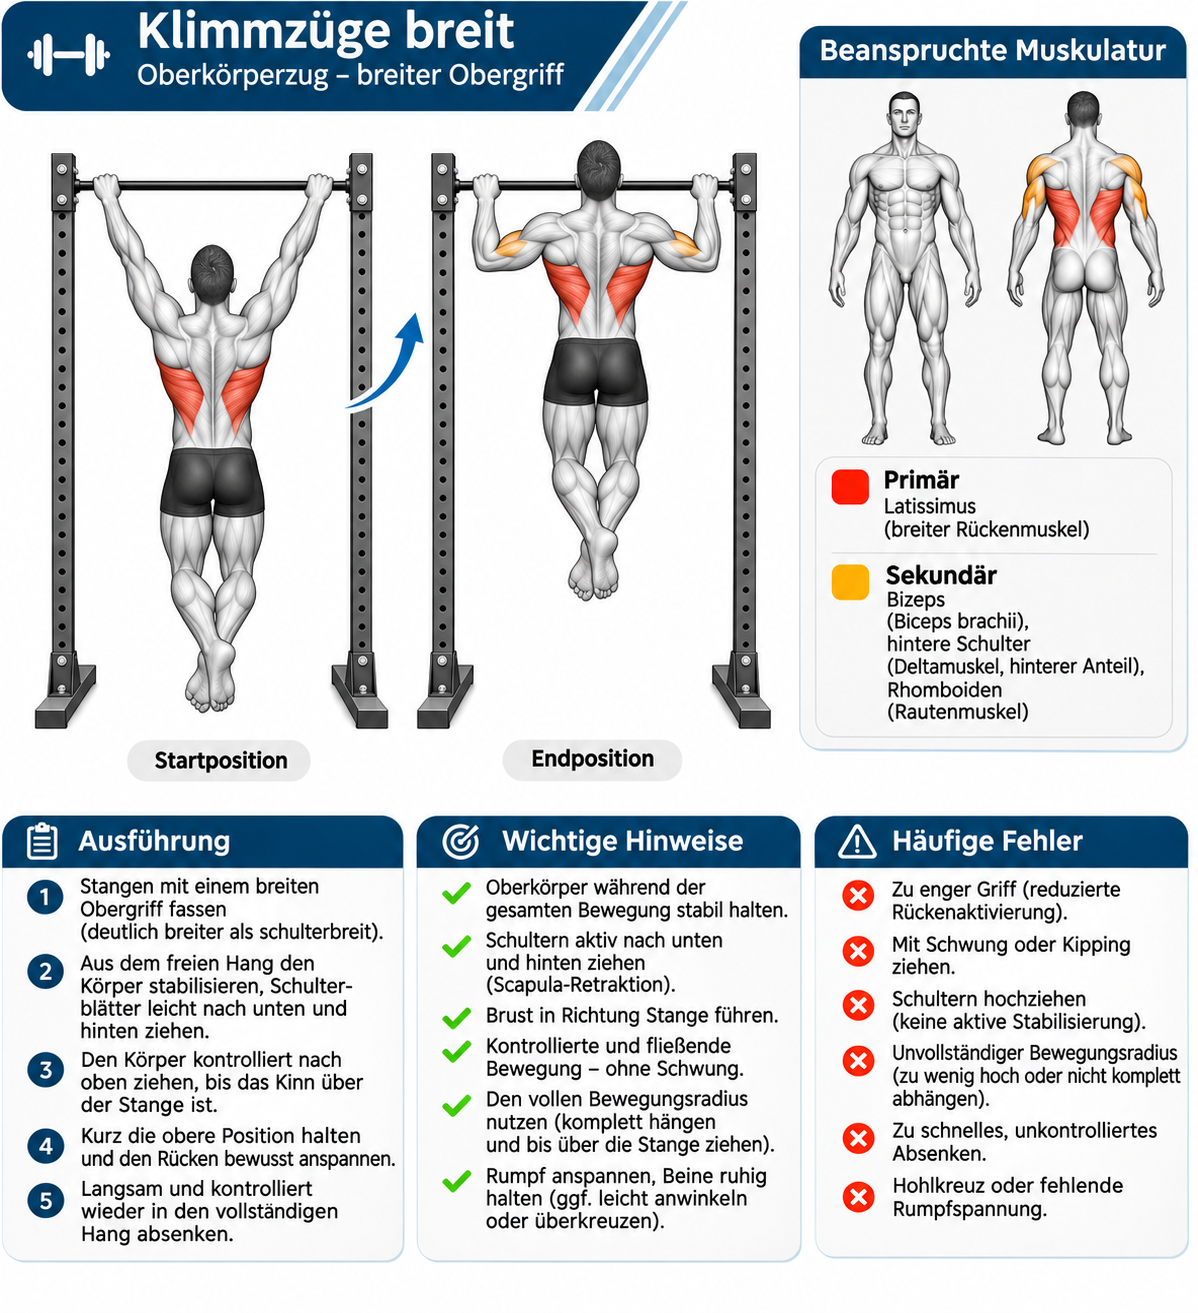 Klimmzüge breit
Oberkörperzug – breiter Obergriff
Beanspruchte Muskulatur
Primär
Latissimus
(breiter Rückenmuskel)
Sekundär
Bizeps
(Biceps brachii),
hintere Schulter
(Deltamuskel, hinterer Anteil),
Rhomboiden
(Rautenmuskel)
Startposition
Endposition
Ausführung
1 Stangen mit einem breiten
Obergriff fassen
(deutlich breiter als schulterbreit).
2 Aus dem freien Hang den
Körper stabilisieren, Schulter-
blätter leicht nach unten und
hinten ziehen.
3 Den Körper kontrolliert nach
oben ziehen, bis das Kinn über
der Stange ist.
4 Kurz die obere Position halten
und den Rücken bewusst anspannen.
5 Langsam und kontrolliert
wieder in den vollständigen
Hang absenken.
Wichtige Hinweise
Oberkörper während der
gesamten Bewegung stabil halten.
Schultern aktiv nach unten
und hinten ziehen
(Scapula-Retraktion).
Brust in Richtung Stange führen.
Kontrollierte und fließende
Bewegung – ohne Schwung.
Den vollen Bewegungsradius
nutzen (komplett hängen
und bis über die Stange ziehen).
Rumpf anspannen, Beine ruhig
halten (ggf. leicht anwinkeln
oder überkreuzen).
Häufige Fehler
Zu enger Griff (reduzierte
Rückenaktivierung).
Mit Schwung oder Kipping
ziehen.
Schultern hochziehen
(keine aktive Stabilisierung).
Unvollständiger Bewegungsradius
(zu wenig hoch oder nicht komplett
abhängen).
Zu schnelles, unkontrolliertes
Absenken.
Hohlkreuz oder fehlende
Rumpfspannung.